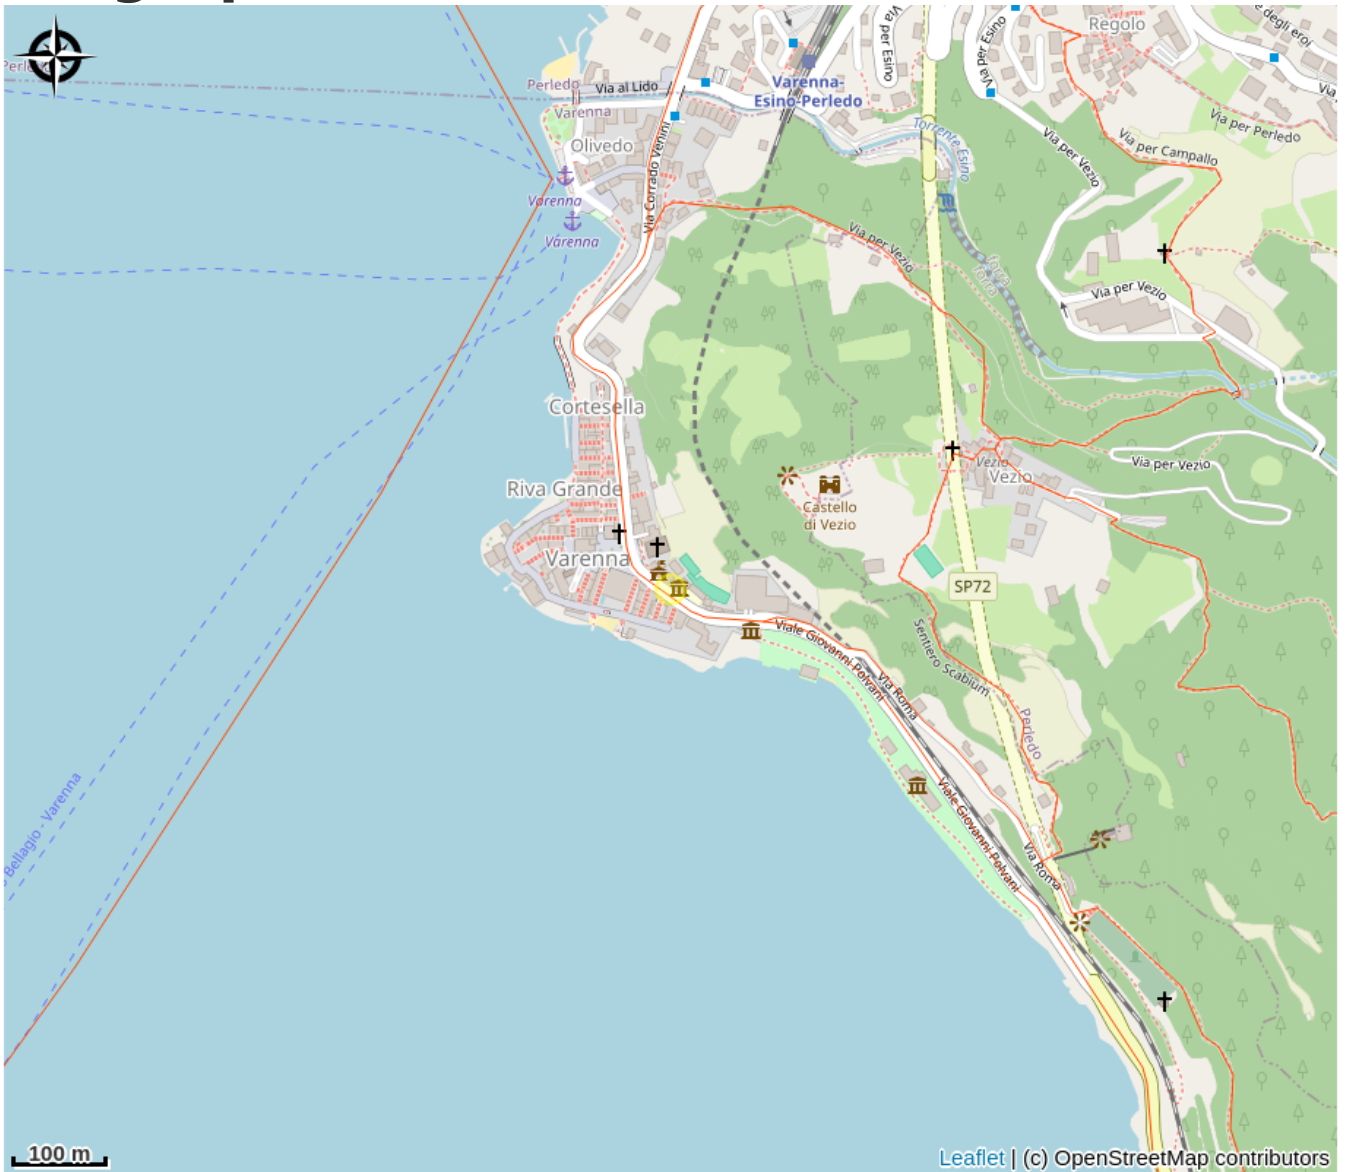 Regolo
Via per Esino
Via per Esino
e degli eroi
Via
Varenna-
Esino-Perledo
Perledo
Via al Lido
Varenna
Olivedo
Via Corrado Venini
Torrente Esino
Via per Vezio
Via per Campallo
Via per Perledo
Varenna
Varenna
Via per Vezio
Torre
Via per Vezio
Cortesella
Via per Vezio
Vezio
Vezio
Riva Grande
Castello
di Vezio
Varenna
SP72
Viale Giovanni Polvani
Via Roma
Sentiero Scabium
Perledo
Bellagio - Varenna
Viale Giovanni Polvani
Via Roma
100 m
Leaflet | (c) OpenStreetMap contributors